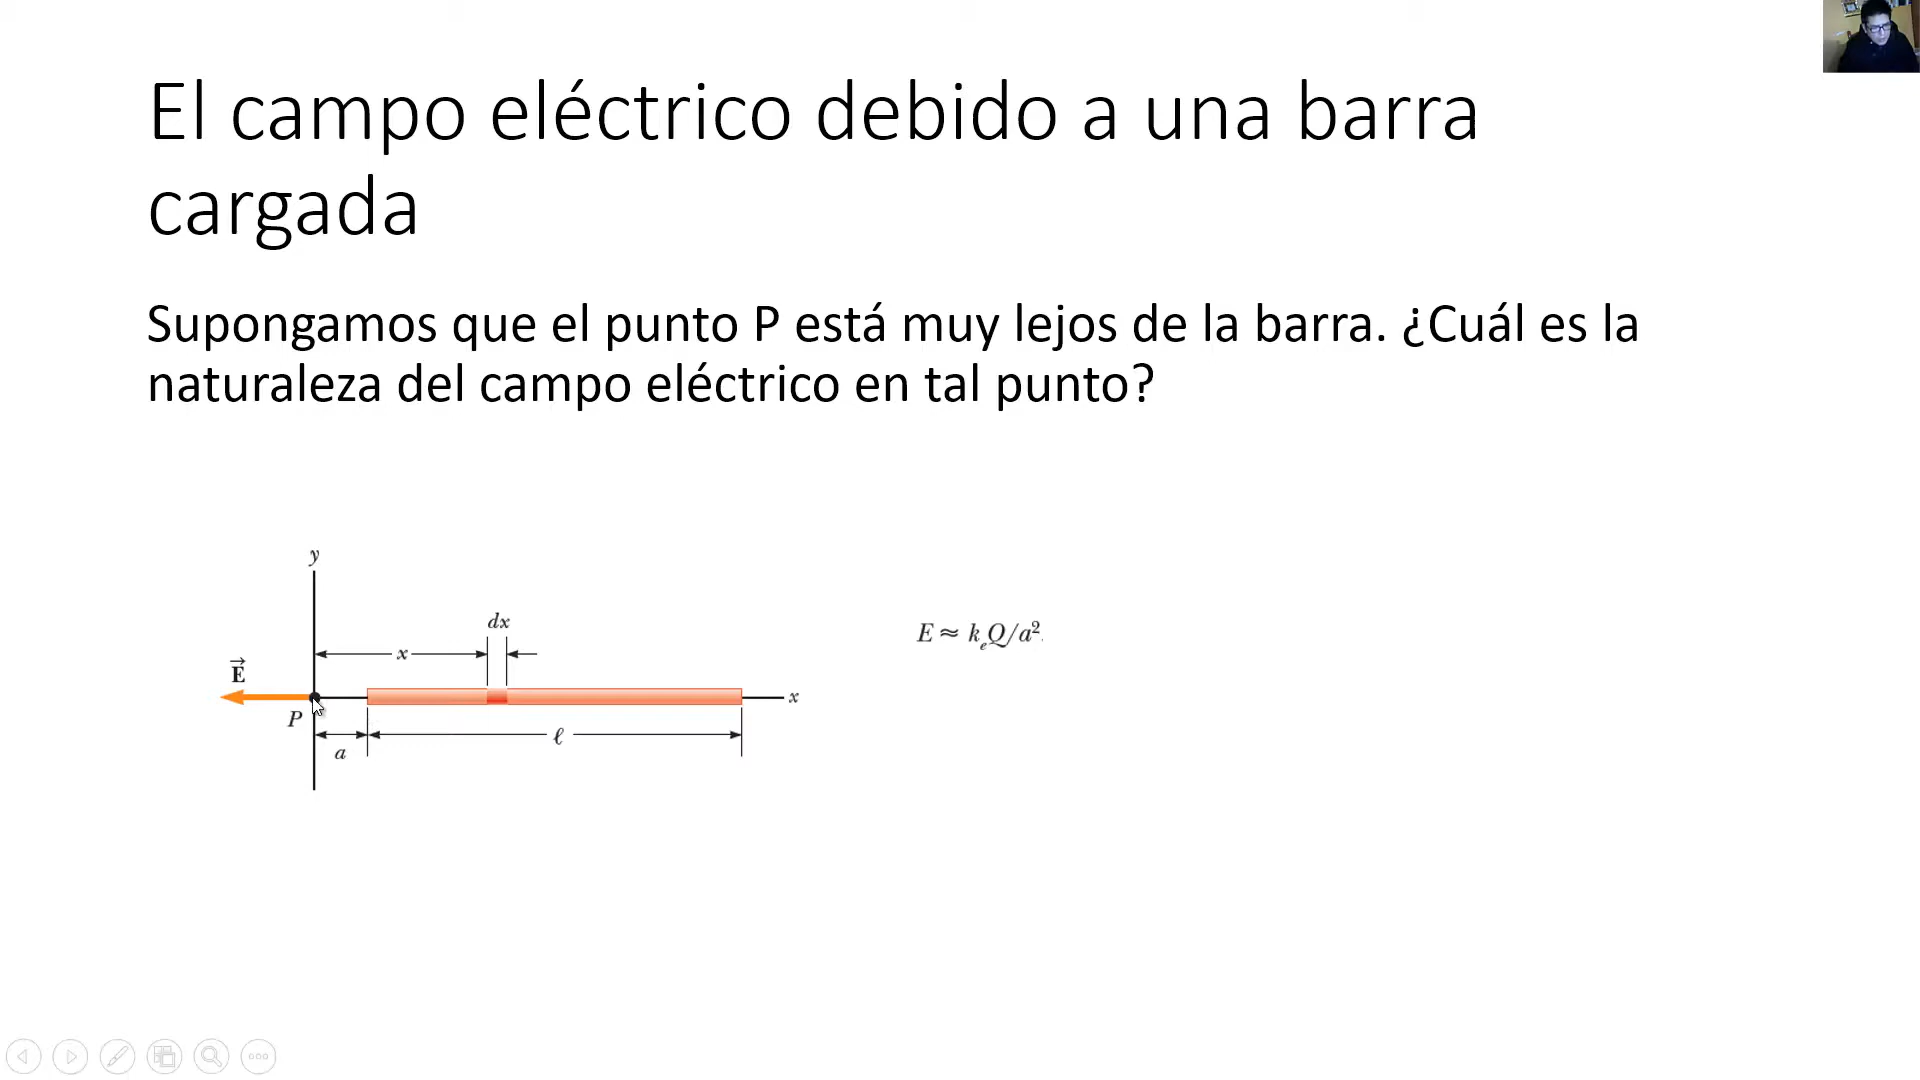 El campo eléctrico debido a una barra
cargada
Supongamos que el punto P está muy lejos de la barra. ¿Cuál es la
naturaleza del campo eléctrico en tal punto?
y
dx
x
E ≈ kₑQ/a².
E⃗
x
P
ℓ
a